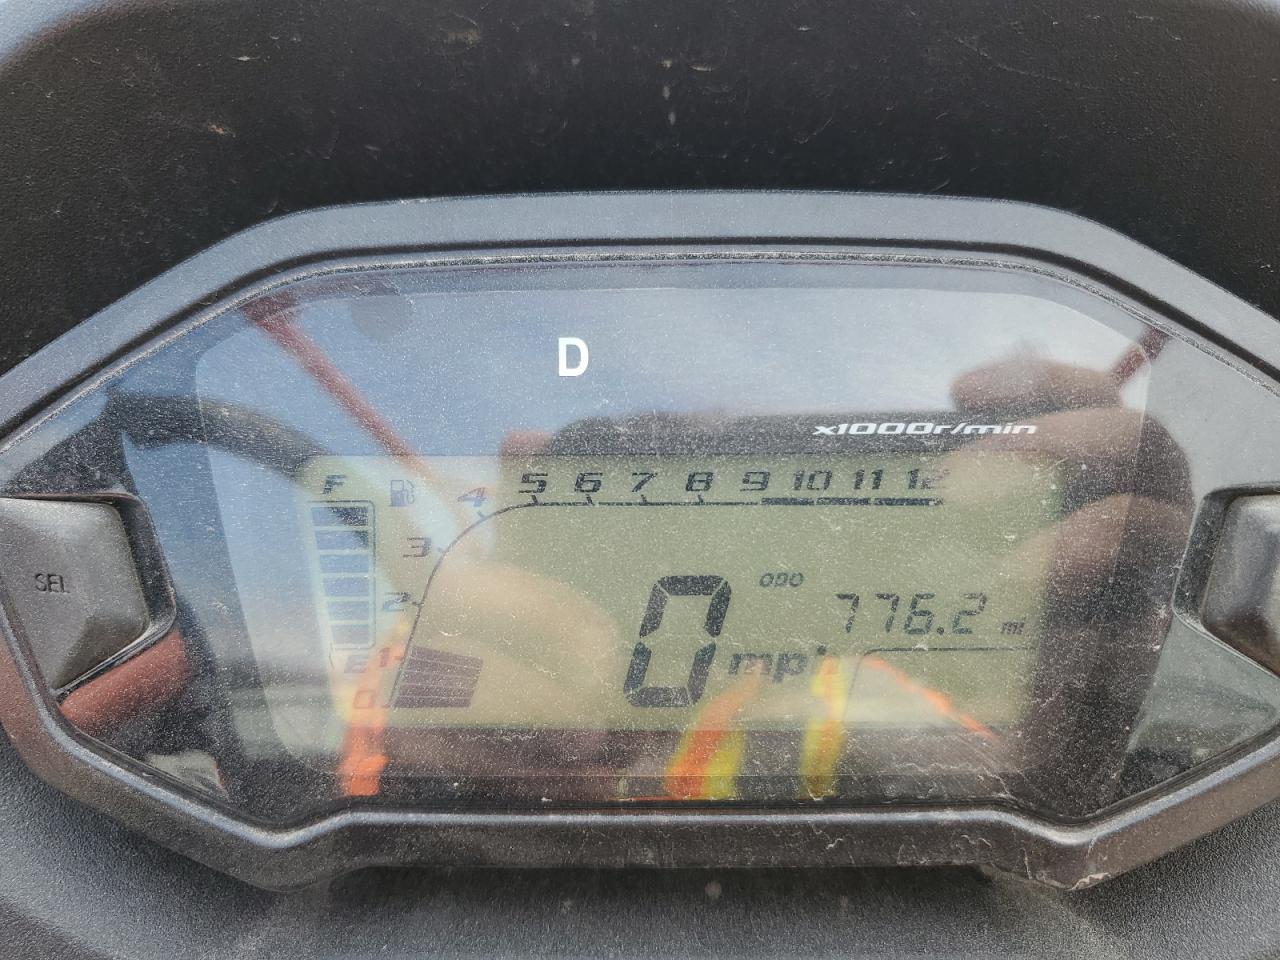 D
x1000r/min
F
5 6 7 8 9 10 11 12
4
3
SEL
ODO
2
776.2 mi
0 mph
E 1
0